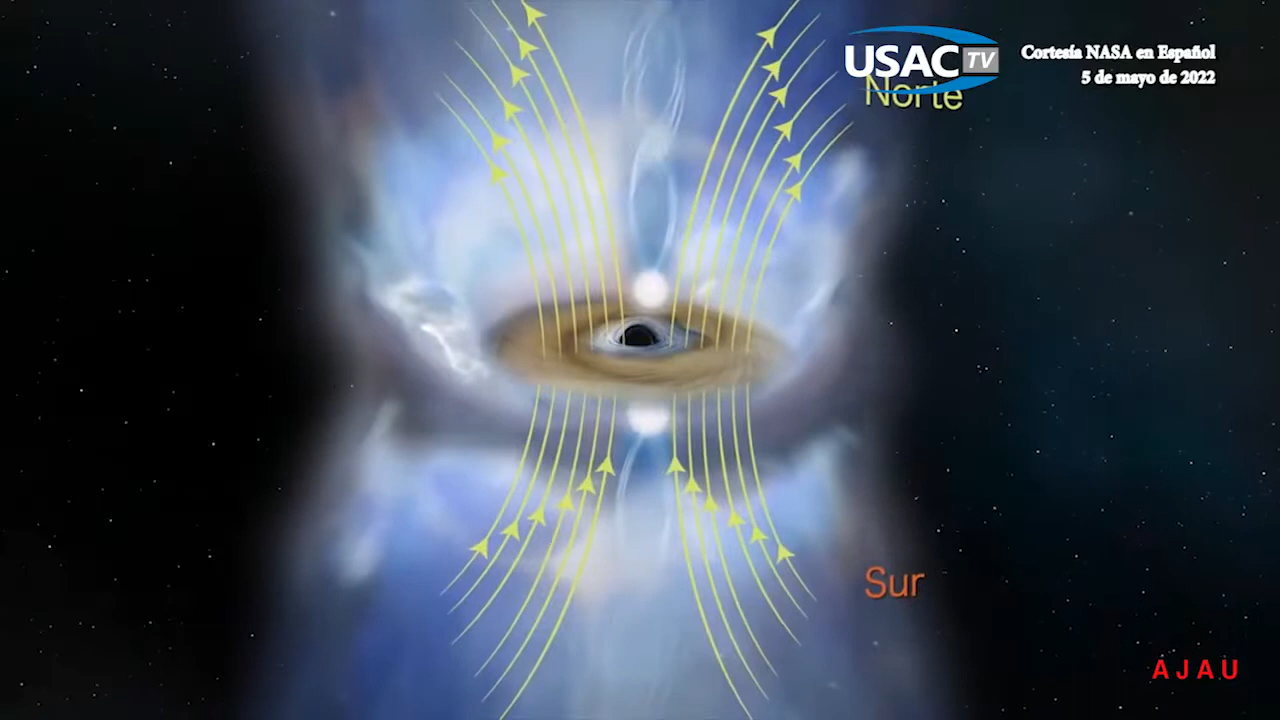 USAC TV
Cortesía NASA en Español
5 de mayo de 2022
Norte
Sur
AJAU